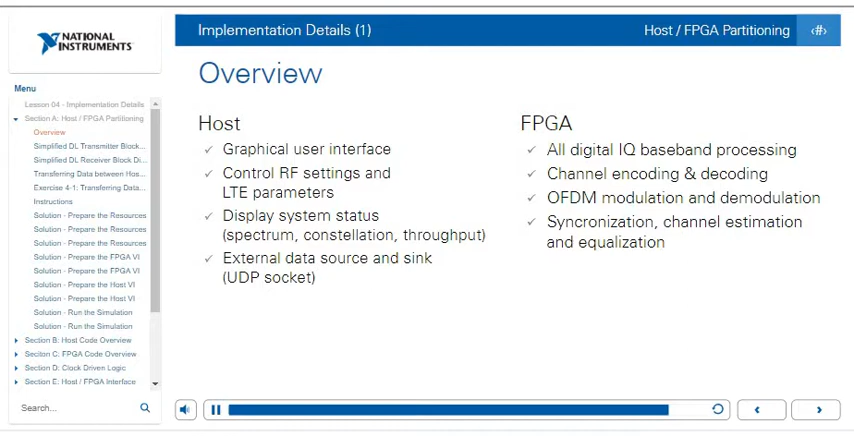 NATIONAL
INSTRUMENTS
Menu
Lesson 04 - Implementation Details
Section A: Host / FPGA Partitioning
Overview
Simplified DL Transmitter Block...
Simplified DL Receiver Block Di...
Transferring Data between Hos...
Exercise 4-1: Transferring Data...
Instructions
Solution - Prepare the Resources
Solution - Prepare the Resources
Solution - Prepare the Resources
Solution - Prepare the FPGA VI
Solution - Prepare the FPGA VI
Solution - Prepare the Host VI
Solution - Prepare the Host VI
Solution - Run the Simulation
Solution - Run the Simulation
Section B: Host Code Overview
Section C: FPGA Code Overview
Section D: Clock Driven Logic
Section E: Host / FPGA Interface
Search...
Implementation Details (1)
Host / FPGA Partitioning
‹#›
Overview
Host
Graphical user interface
Control RF settings and
LTE parameters
Display system status
(spectrum, constellation, throughput)
External data source and sink
(UDP socket)
FPGA
All digital IQ baseband processing
Channel encoding & decoding
OFDM modulation and demodulation
Syncronization, channel estimation
and equalization